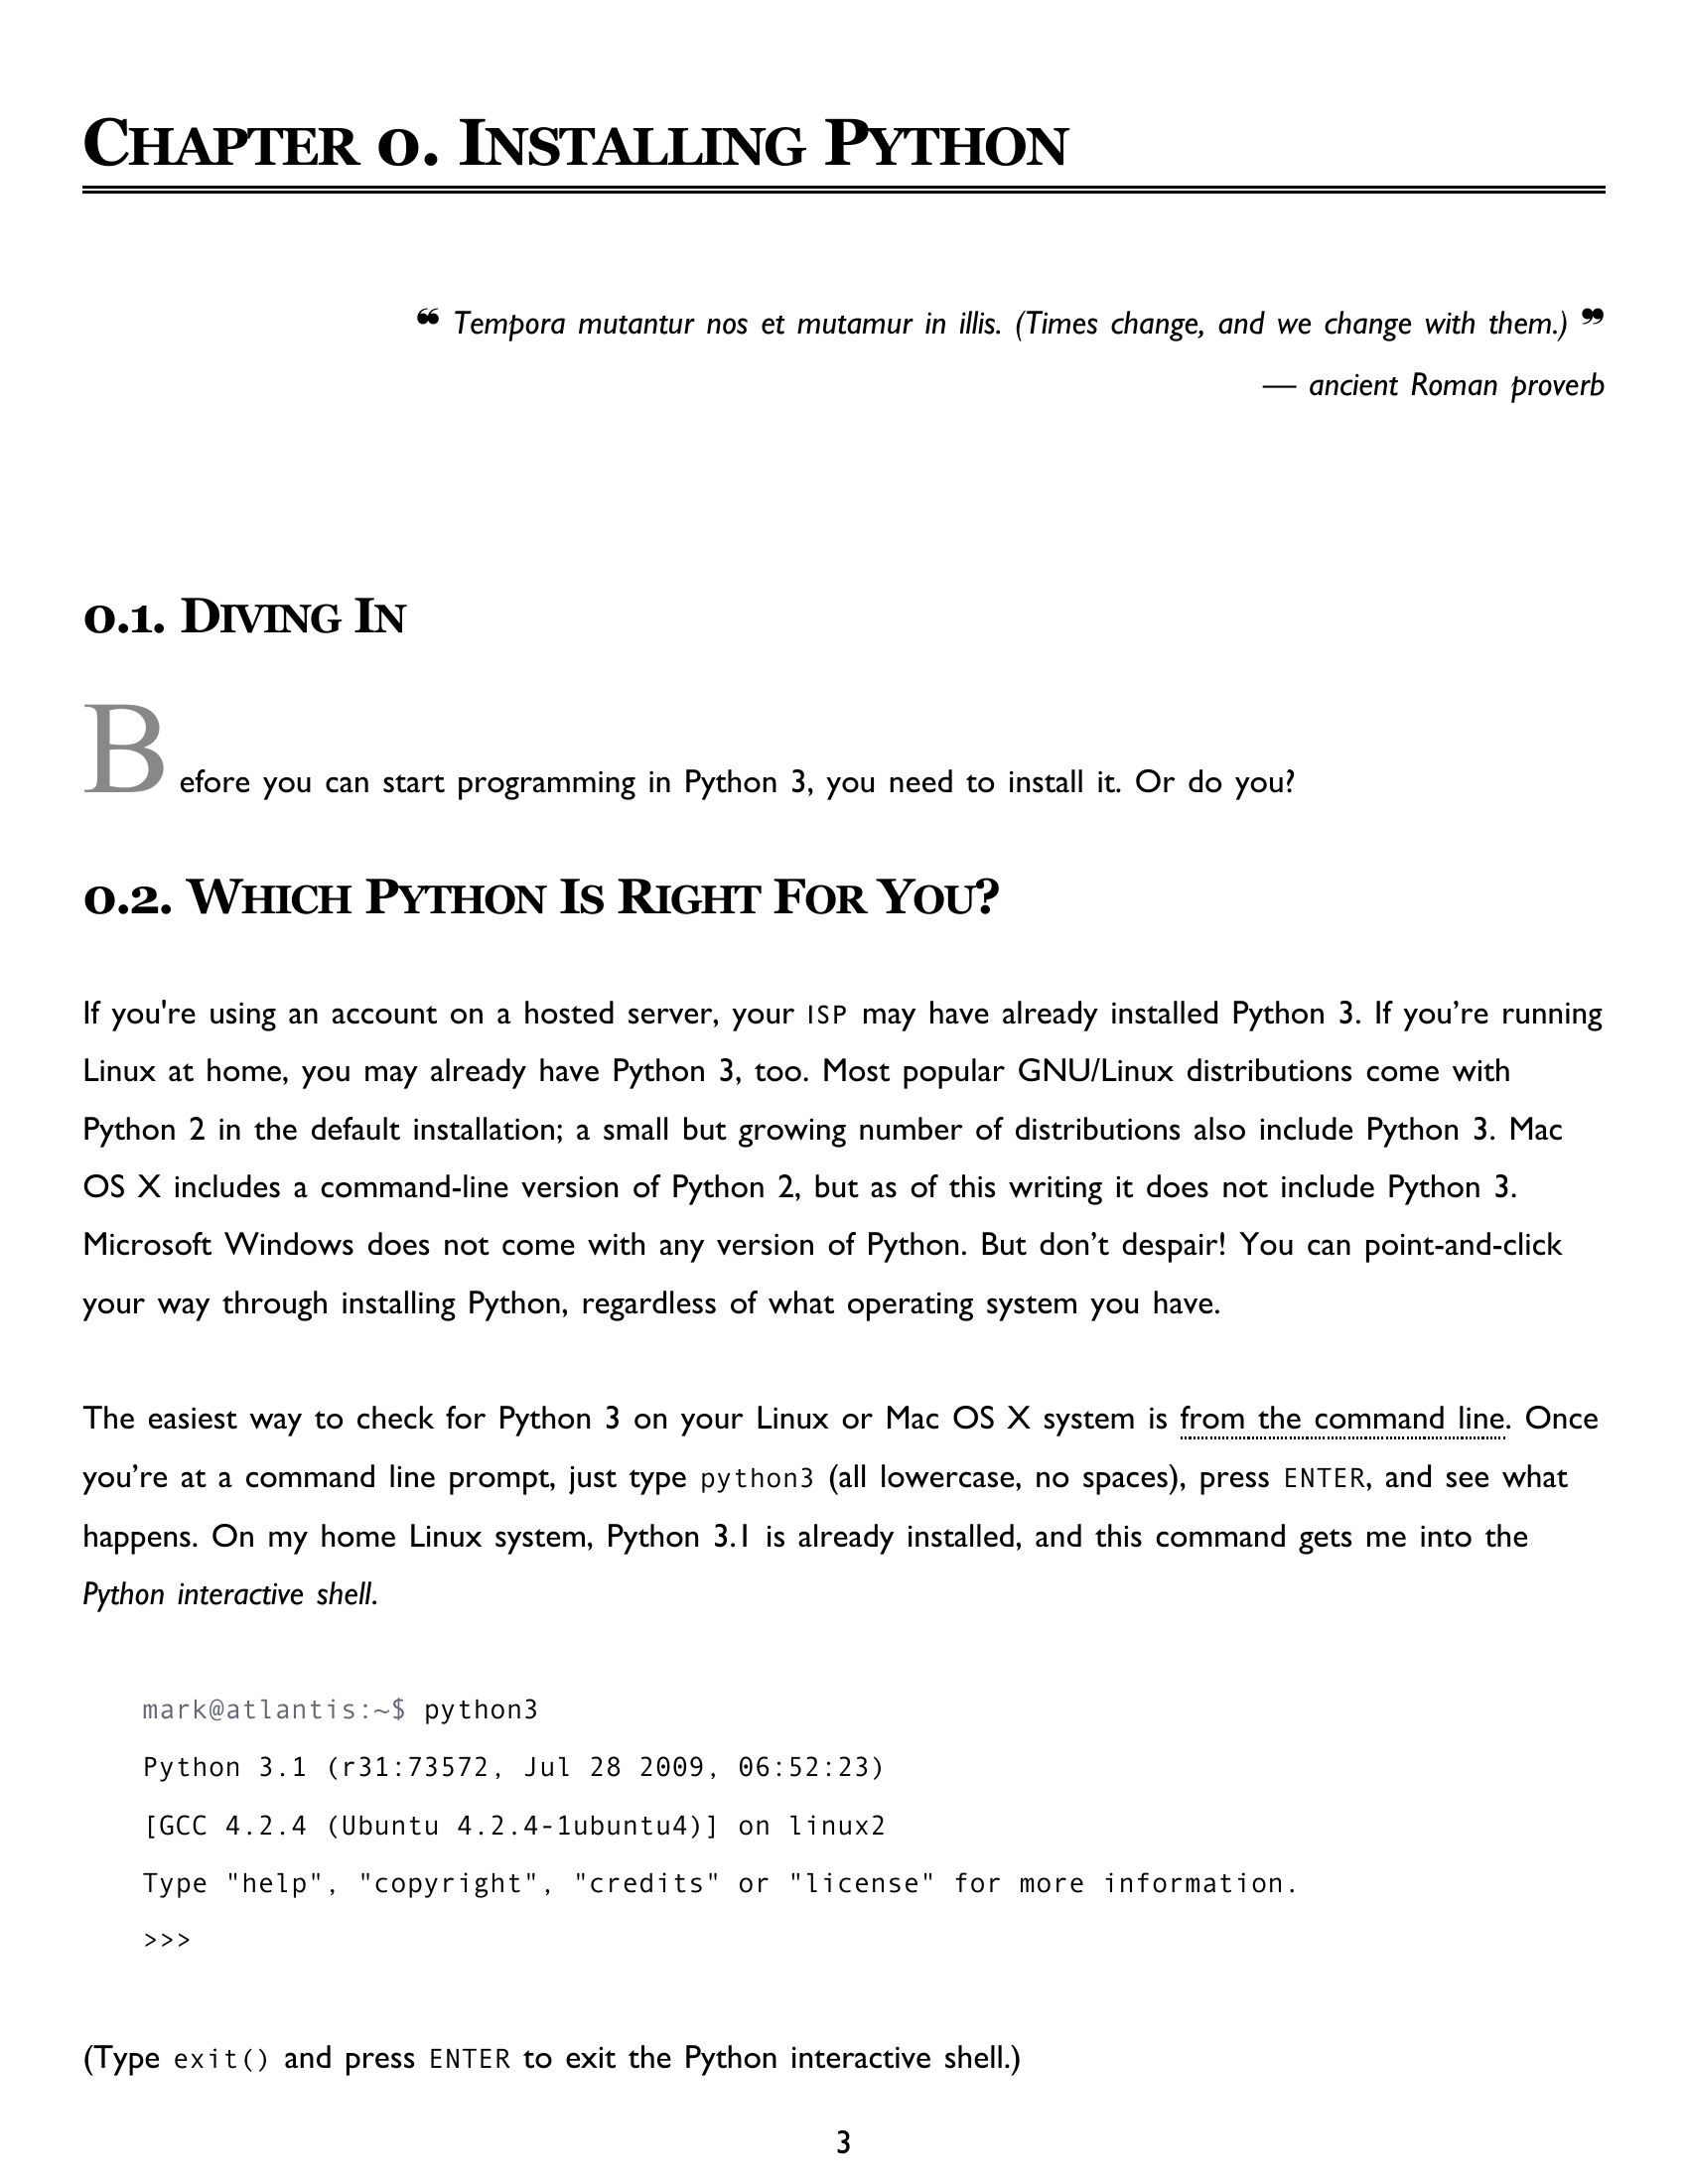 Chapter 0. Installing Python
❝ Tempora mutantur nos et mutamur in illis. (Times change, and we change with them.) ❞
— ancient Roman proverb
0.1. Diving In
Before you can start programming in Python 3, you need to install it. Or do you?
0.2. Which Python Is Right For You?
If you're using an account on a hosted server, your ISP may have already installed Python 3. If you’re running
Linux at home, you may already have Python 3, too. Most popular GNU/Linux distributions come with
Python 2 in the default installation; a small but growing number of distributions also include Python 3. Mac
OS X includes a command-line version of Python 2, but as of this writing it does not include Python 3.
Microsoft Windows does not come with any version of Python. But don’t despair! You can point-and-click
your way through installing Python, regardless of what operating system you have.
The easiest way to check for Python 3 on your Linux or Mac OS X system is from the command line. Once
you’re at a command line prompt, just type python3 (all lowercase, no spaces), press ENTER, and see what
happens. On my home Linux system, Python 3.1 is already installed, and this command gets me into the
Python interactive shell.
mark@atlantis:~$ python3
Python 3.1 (r31:73572, Jul 28 2009, 06:52:23)
[GCC 4.2.4 (Ubuntu 4.2.4-1ubuntu4)] on linux2
Type "help", "copyright", "credits" or "license" for more information.
>>>
(Type exit() and press ENTER to exit the Python interactive shell.)
3